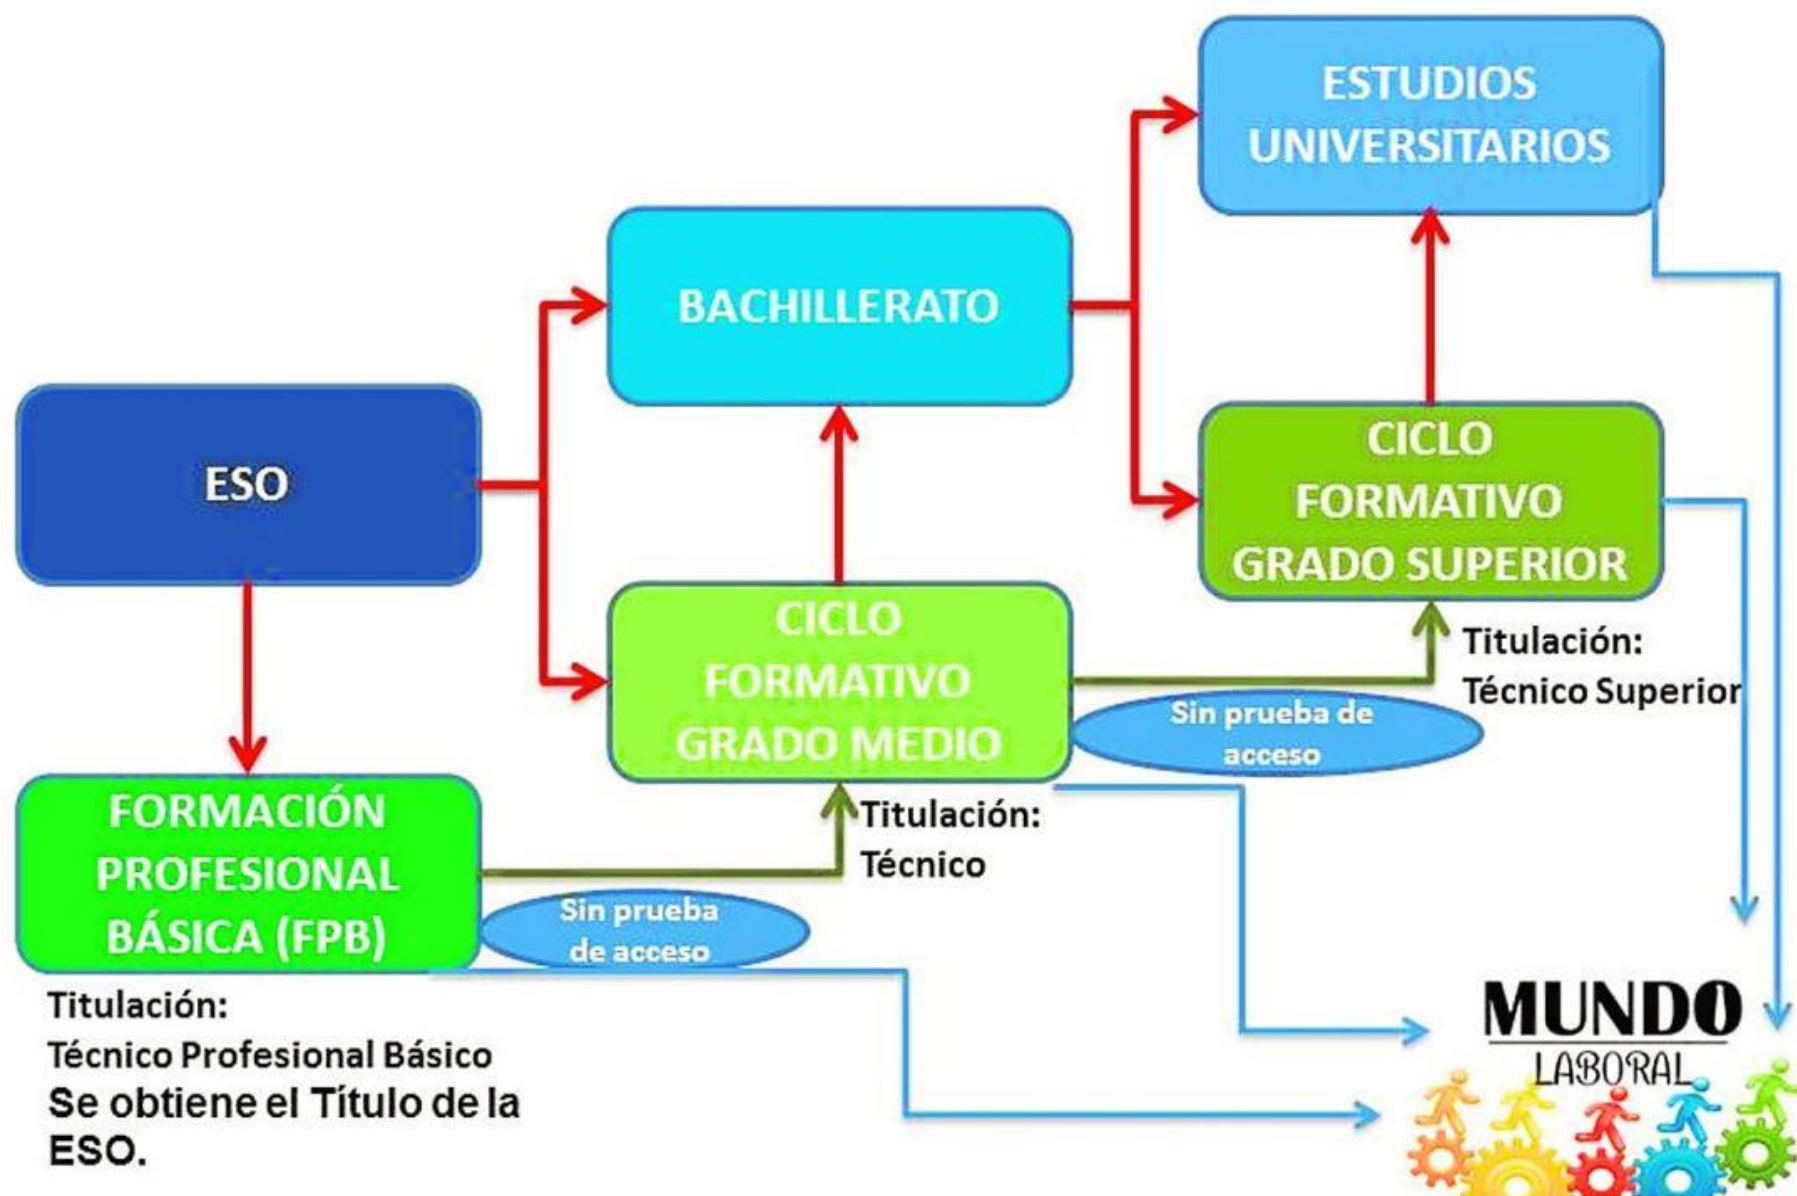 ESTUDIOS
UNIVERSITARIOS
BACHILLERATO
ESO
CICLO
FORMATIVO
GRADO SUPERIOR
CICLO
FORMATIVO
GRADO MEDIO
Titulación:
Técnico Superior
Sin prueba de
acceso
FORMACIÓN
PROFESIONAL
BÁSICA (FPB)
Titulación:
Técnico
Sin prueba
de acceso
Titulación:
Técnico Profesional Básico
Se obtiene el Título de la
ESO.
MUNDO
LABORAL